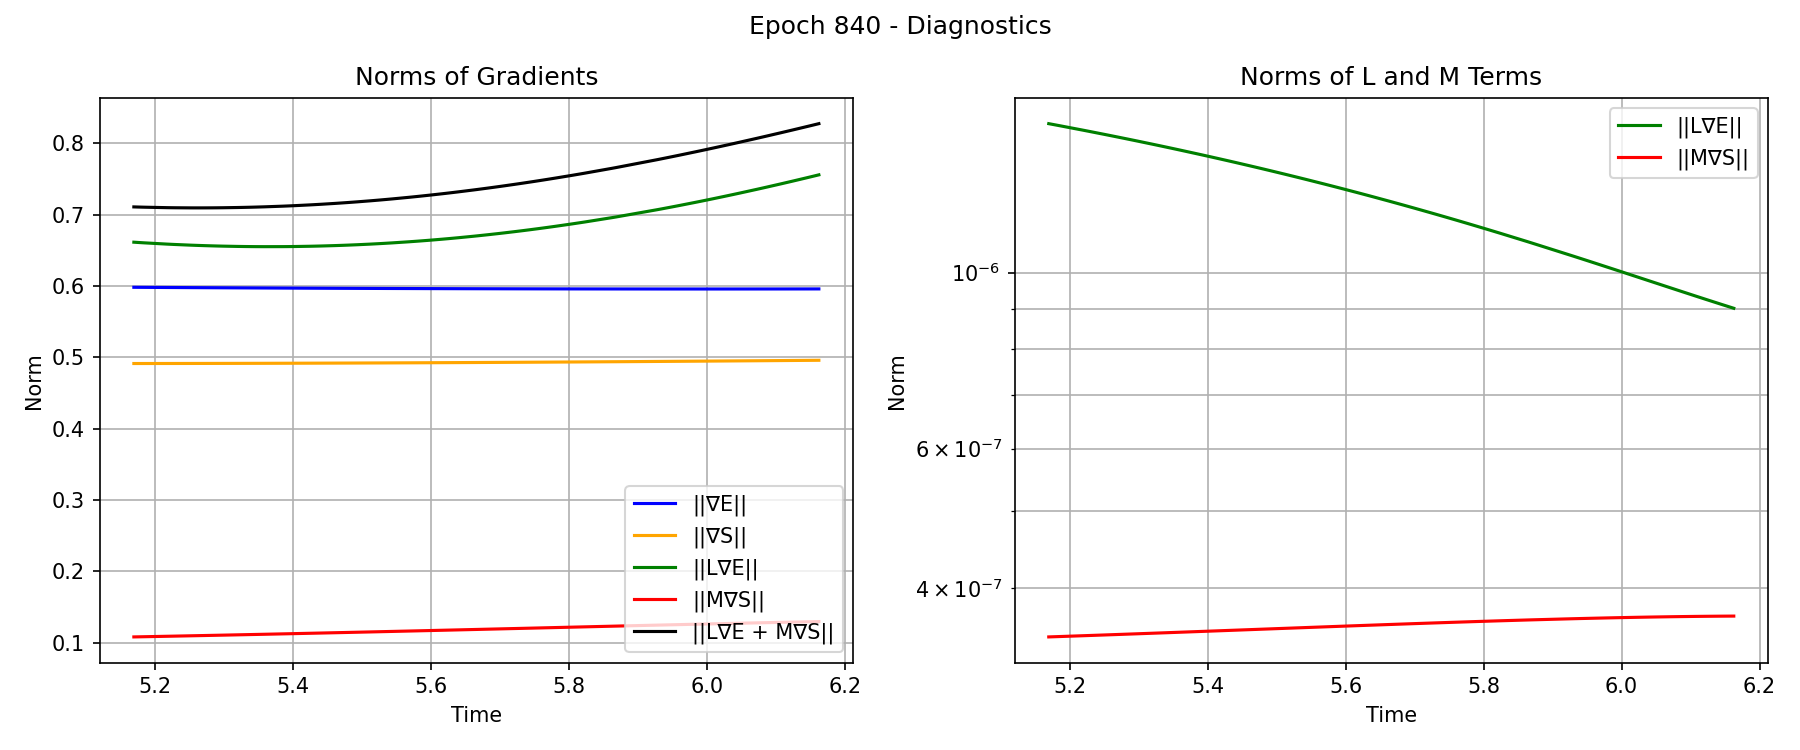 Epoch 840 - Diagnostics
Norms of Gradients
Norm
0.8
0.7
0.6
0.5
0.4
0.3
0.2
0.1
||∇E||
||∇S||
||L∇E||
||M∇S||
||L∇E + M∇S||
5.2
5.4
5.6
5.8
6.0
6.2
Time
Norms of L and M Terms
Norm
10⁻⁶
6 × 10⁻⁷
4 × 10⁻⁷
||L∇E||
||M∇S||
5.2
5.4
5.6
5.8
6.0
6.2
Time